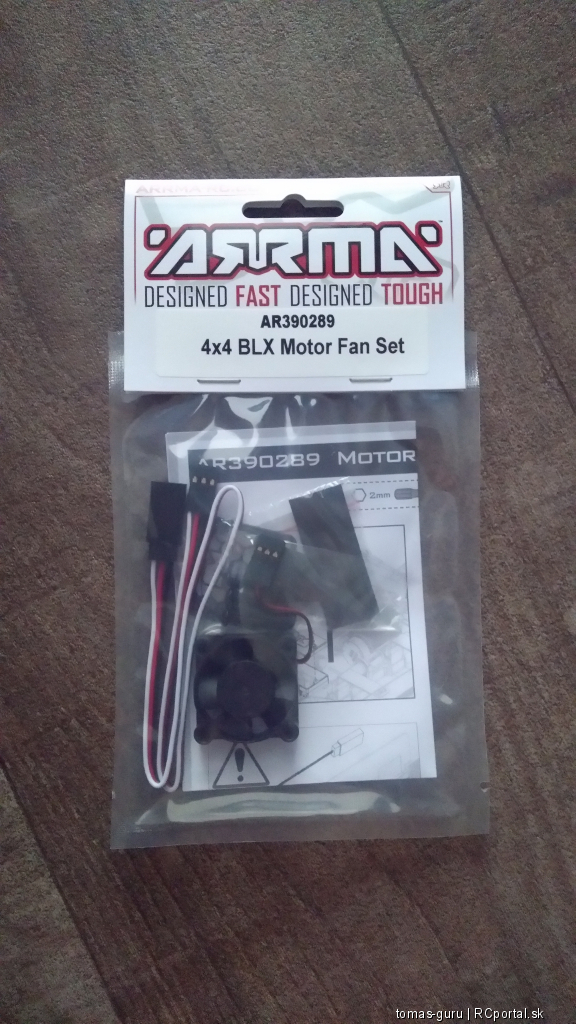 ARRMA
DESIGNED FAST DESIGNED TOUGH
AR390289
4x4 BLX Motor Fan Set
AR390289 MOTOR
2mm
tomas-guru | RCportal.sk